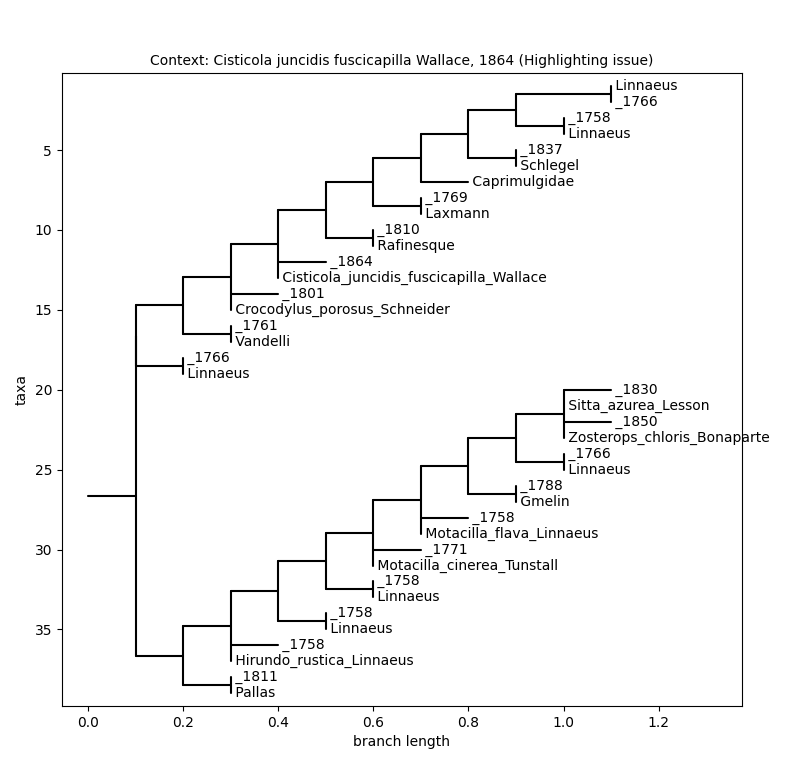 Context: Cisticola juncidis fuscicapilla Wallace, 1864 (Highlighting issue)
Linnaeus
_1766
_1758
Linnaeus
_1837
Schlegel
Caprimulgidae
_1769
Laxmann
_1810
Rafinesque
_1864
Cisticola_juncidis_fuscicapilla_Wallace
_1801
Crocodylus_porosus_Schneider
_1761
Vandelli
_1766
Linnaeus
_1830
Sitta_azurea_Lesson
_1850
Zosterops_chloris_Bonaparte
_1766
Linnaeus
_1788
Gmelin
_1758
Motacilla_flava_Linnaeus
_1771
Motacilla_cinerea_Tunstall
_1758
Linnaeus
_1758
Linnaeus
_1758
Hirundo_rustica_Linnaeus
_1811
Pallas
5
10
15
20
25
30
35
taxa
0.0 0.2 0.4 0.6 0.8 1.0 1.2
branch length